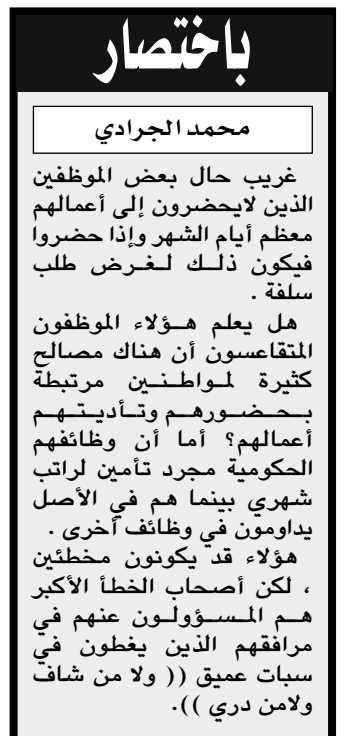 باختصار
محمد الجرادي
غريب حال بعض الموظفين
الذين لايحضرون إلى أعمالهم
معظم أيام الشهر وإذا حضروا
فيكون ذلك لغرض طلب
سلفة .
هل يعلم هؤلاء الموظفون
المتقاعسون أن هناك مصالح
كثيرة لمواطنين مرتبطة
بحضورهم وتأديتهم
أعمالهم؟ أما أن وظائفهم
الحكومية مجرد تأمين لراتب
شهري بينما هم في الأصل
يداومون في وظائف أخرى .
هؤلاء قد يكونون مخطئين
، لكن أصحاب الخطأ الأكبر
هم المسؤولون عنهم في
مرافقهم الذين يغطون في
سبات عميق (( ولا من شاف
ولامن دري )).